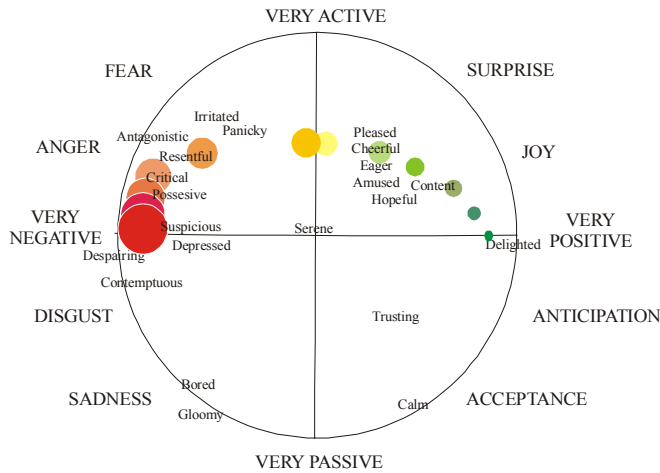 VERY ACTIVE
FEAR
SURPRISE
Irritated
Panicky
Pleased
Antagonistic
ANGER
Cheerful
JOY
Resentful
Eager
Critical
Amused
Content
Possesive
Hopeful
VERY
NEGATIVE
Suspicious
Serene
VERY
POSITIVE
Depressed
Delighted
Despairing
Contemptuous
DISGUST
Trusting
ANTICIPATION
Bored
SADNESS
Calm
ACCEPTANCE
Gloomy
VERY PASSIVE